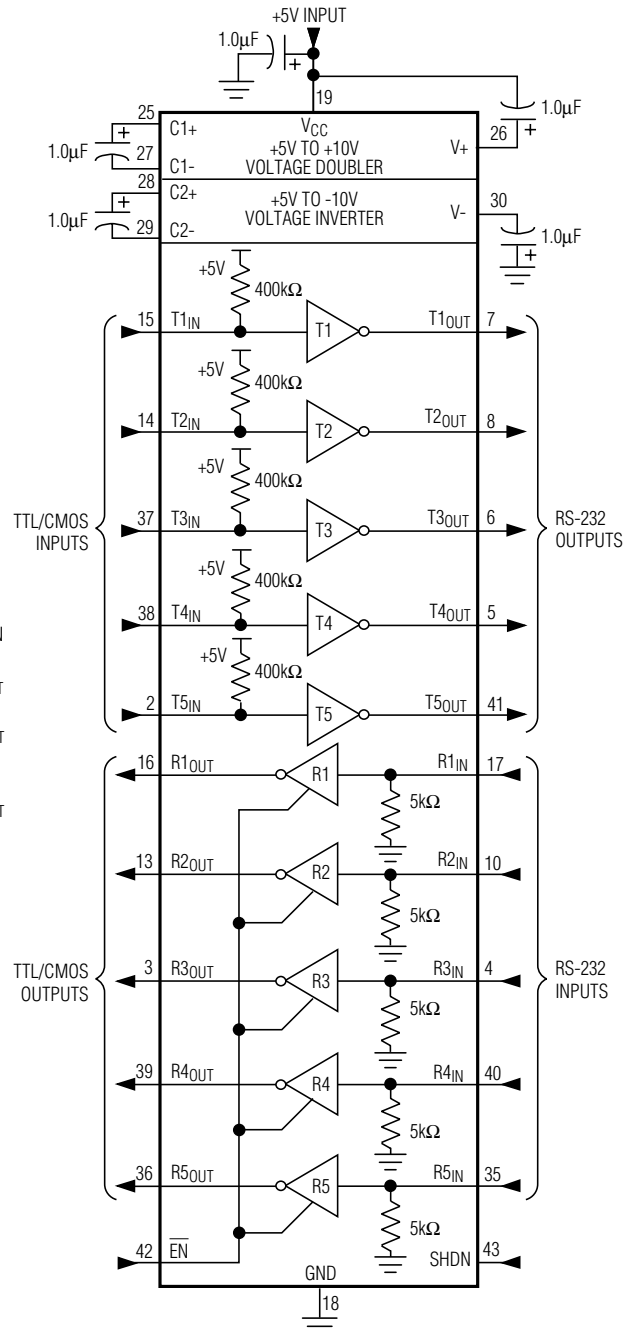 +5V INPUT
1.0µF
+
19
25
C1+
VCC
+5V TO +10V
VOLTAGE DOUBLER
26
V+
1.0µF
+
1.0µF
+
27
C1-
28
C2+
+5V TO -10V
VOLTAGE INVERTER
30
V-
1.0µF
+
1.0µF
+
29
C2-
+5V
400kΩ
15
T1IN
T1
T1OUT
7
+5V
400kΩ
14
T2IN
T2
T2OUT
8
+5V
400kΩ
TTL/CMOS
INPUTS
37
T3IN
T3
T3OUT
6
RS-232
OUTPUTS
+5V
400kΩ
38
T4IN
T4
T4OUT
5
+5V
400kΩ
2
T5IN
T5
T5OUT
41
N
T
T
T
16
R1OUT
R1
R1IN
17
5kΩ
13
R2OUT
R2
R2IN
10
5kΩ
TTL/CMOS
OUTPUTS
3
R3OUT
R3
R3IN
4
RS-232
INPUTS
5kΩ
39
R4OUT
R4
R4IN
40
5kΩ
36
R5OUT
R5
R5IN
35
5kΩ
42
EN
SHDN
43
GND
18